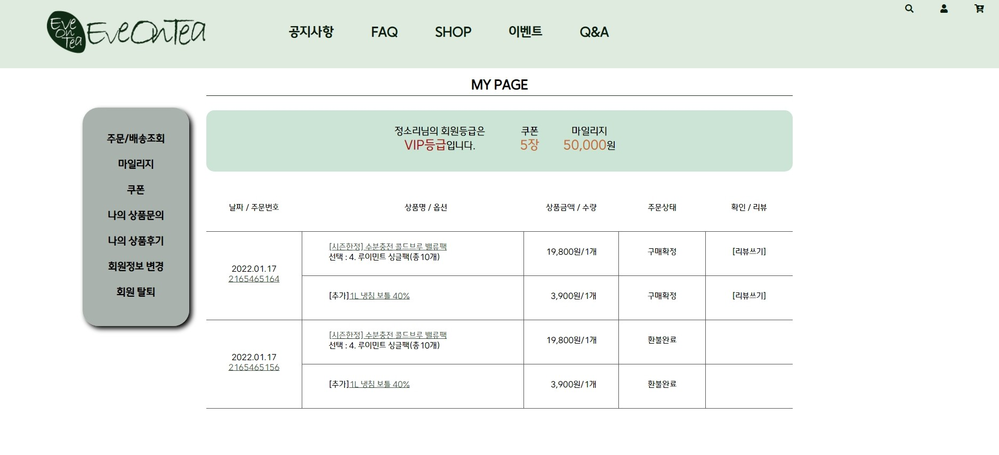 Eve
On
Tea
EveOnTea
공지사항 FAQ SHOP 이벤트 Q&A
MY PAGE
주문/배송조회
마일리지
쿠폰
나의 상품문의
나의 상품후기
회원정보 변경
회원 탈퇴
정소리님의 회원등급은 쿠폰 마일리지
VIP등급입니다. 5장 50,000원
날짜 / 주문번호 상품명 / 옵션 상품금액 / 수량 주문상태 확인 / 리뷰
2022.01.17
2165465164
[시즌한정] 수분충전 콜드브루 밸류팩
선택 : 4. 루이민트 싱글팩(총10개)
19,800원/1개 구매확정 [리뷰쓰기]
[추가] 1L 냉침 보틀 40% 3,900원/1개 구매확정 [리뷰쓰기]
2022.01.17
2165465156
[시즌한정] 수분충전 콜드브루 밸류팩
선택 : 4. 루이민트 싱글팩(총10개)
19,800원/1개 환불완료
[추가] 1L 냉침 보틀 40% 3,900원/1개 환불완료